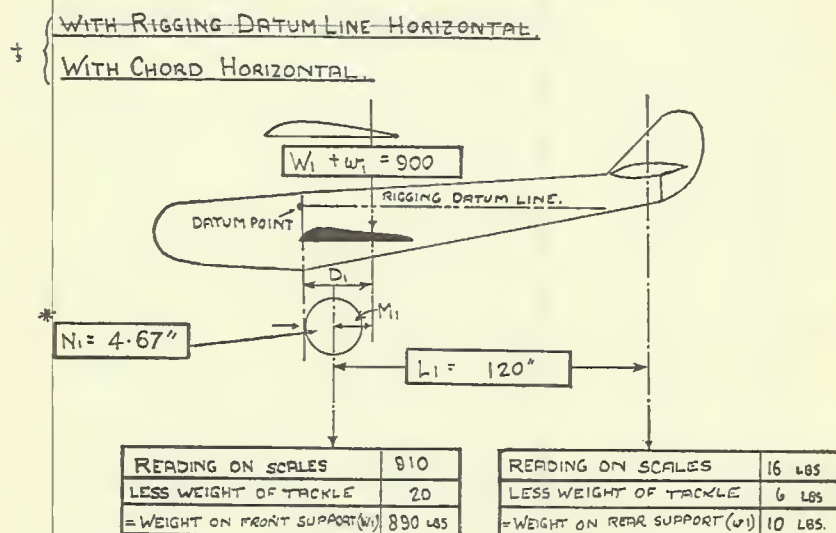 WITH RIGGING DATUM LINE HORIZONTAL.
‡ WITH CHORD HORIZONTAL.
W1 + w1 = 900
RIGGING DATUM LINE.
DATUM POINT
D1
M1
*
N1 = 4.67"
L1 = 120"
READING ON SCALES 910
LESS WEIGHT OF TACKLE 20
= WEIGHT ON FRONT SUPPORT (W1) 890 LBS
READING ON SCALES 16 LBS
LESS WEIGHT OF TACKLE 6 LBS
= WEIGHT ON REAR SUPPORT (w1) 10 LBS.